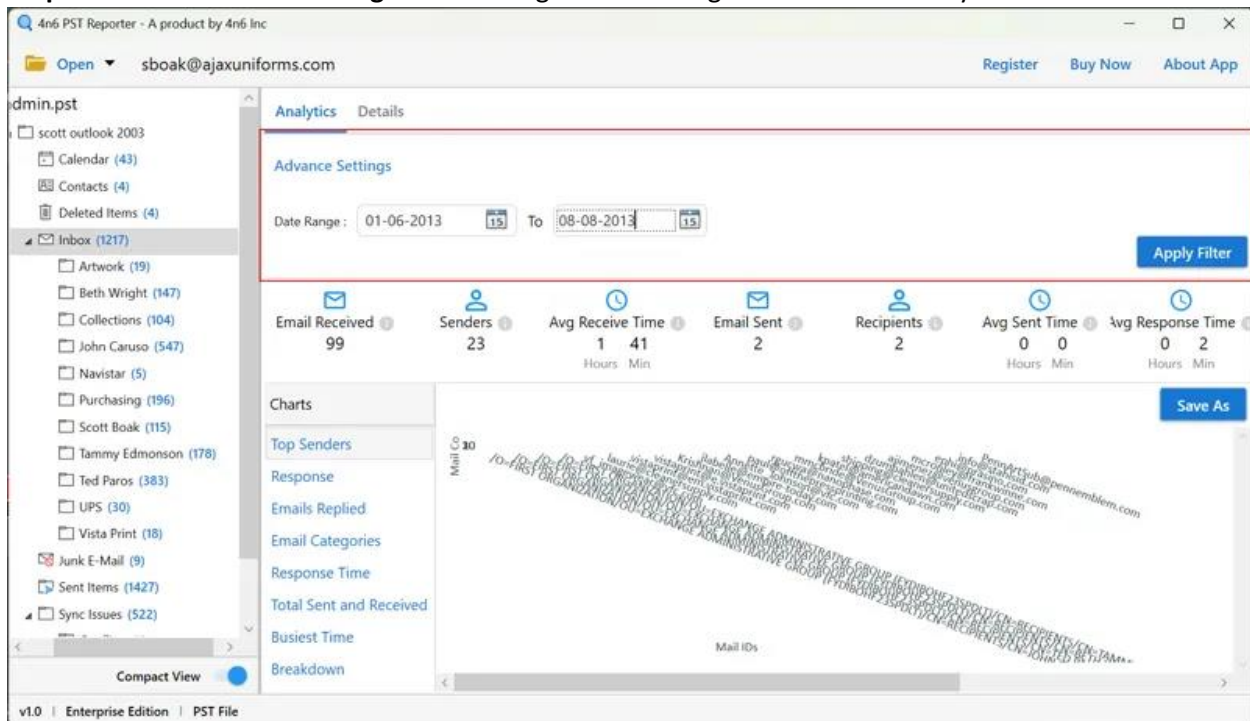 4n6 PST Reporter - A product by 4n6 Inc
Open sboak@ajaxuniforms.com Register Buy Now About App
dmin.pst
scott outlook 2003
Calendar (43)
Contacts (4)
Deleted Items (4)
Inbox (1217)
Artwork (19)
Beth Wright (147)
Collections (104)
John Caruso (547)
Navistar (5)
Purchasing (196)
Scott Boak (115)
Tammy Edmonson (178)
Ted Paros (383)
UPS (30)
Vista Print (18)
Junk E-Mail (9)
Sent Items (1427)
Sync Issues (522)
Compact View
Analytics Details
Advance Settings
Date Range : 01-06-2013 15 To 08-08-2013 15
Apply Filter
Email Received Senders Avg Receive Time Email Sent Recipients Avg Sent Time Avg Response Time
99 23 1 41 2 2 0 0 0 2
Hours Min Hours Min Hours Min
Charts
Save As
Top Senders
Response
Emails Replied
Email Categories
Response Time
Total Sent and Received
Busiest Time
Breakdown
Mail Co
Mail IDs
v1.0 | Enterprise Edition | PST File